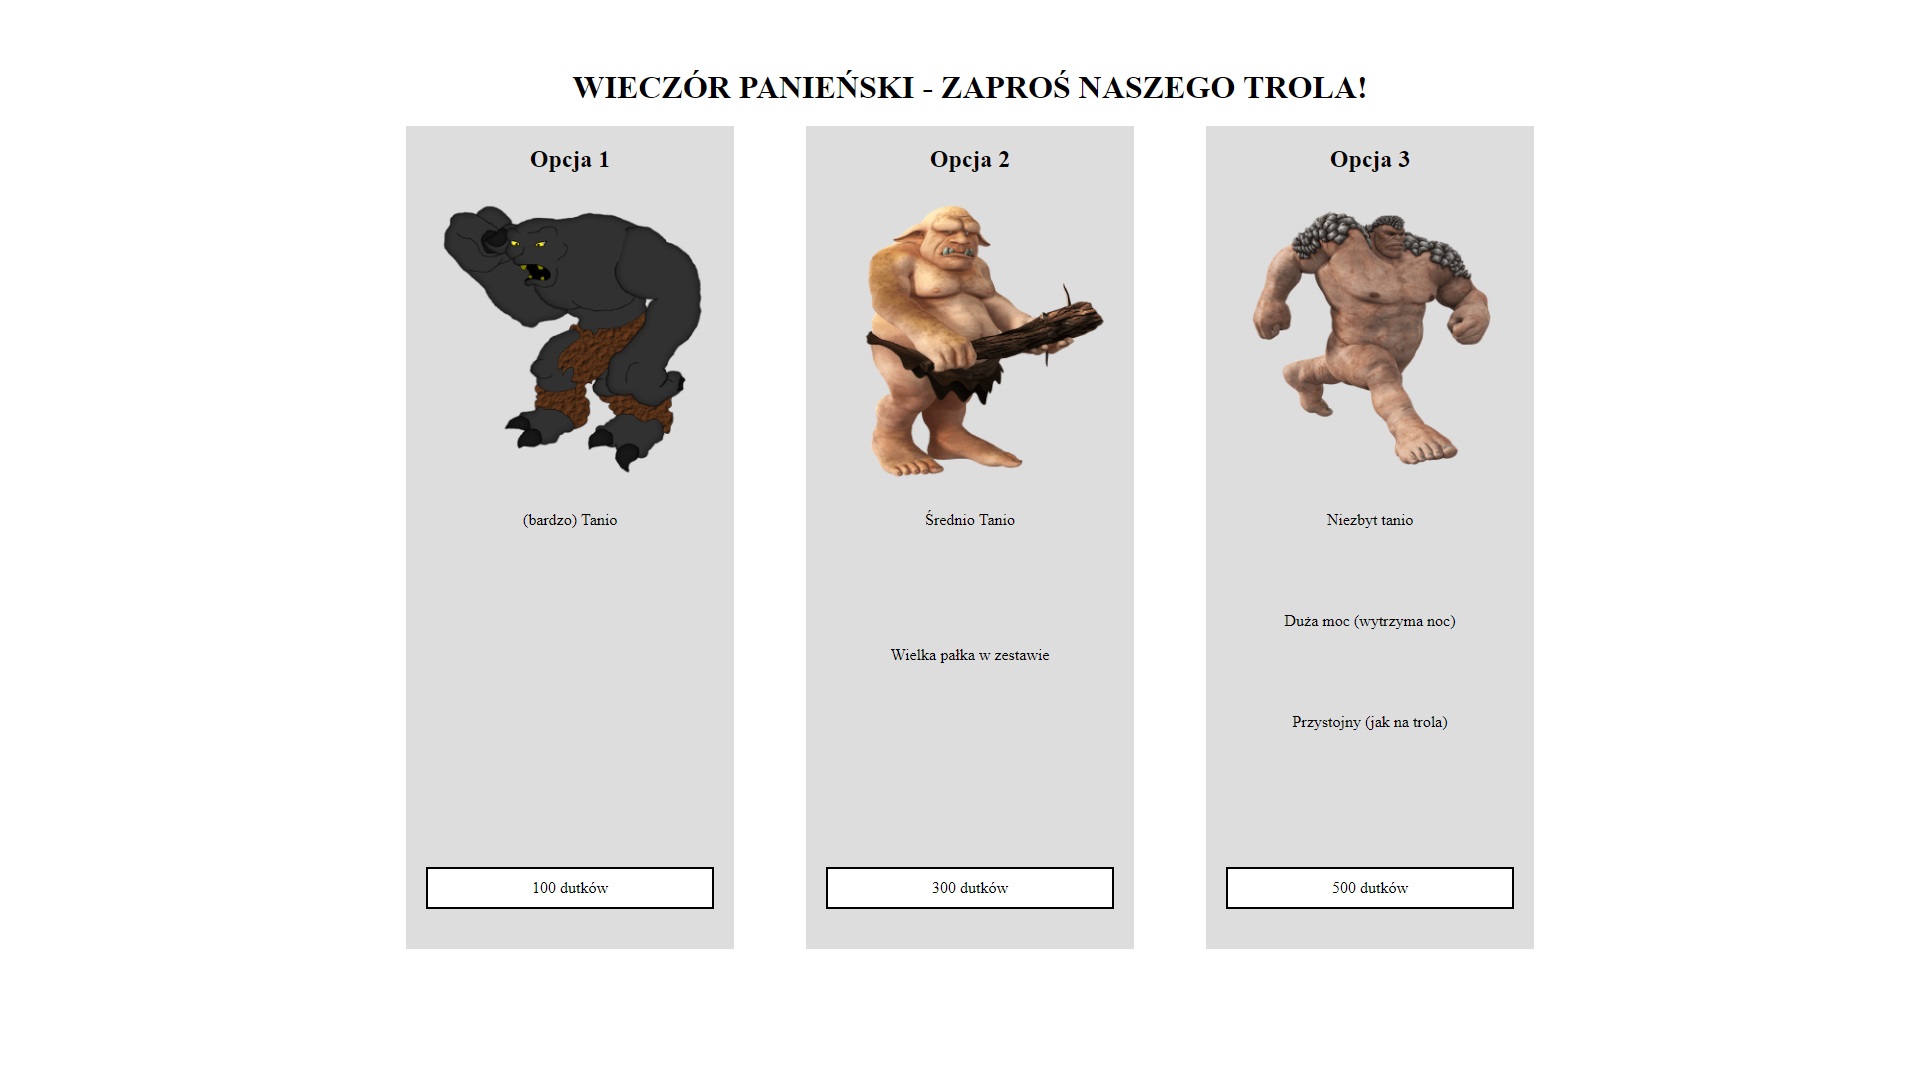 WIECZÓR PANIEŃSKI - ZAPROŚ NASZEGO TROLA!
Opcja 1
(bardzo) Tanio
100 dutków
Opcja 2
Średnio Tanio
Wielka pałka w zestawie
300 dutków
Opcja 3
Niezbyt tanio
Duża moc (wytrzyma noc)
Przystojny (jak na trola)
500 dutków